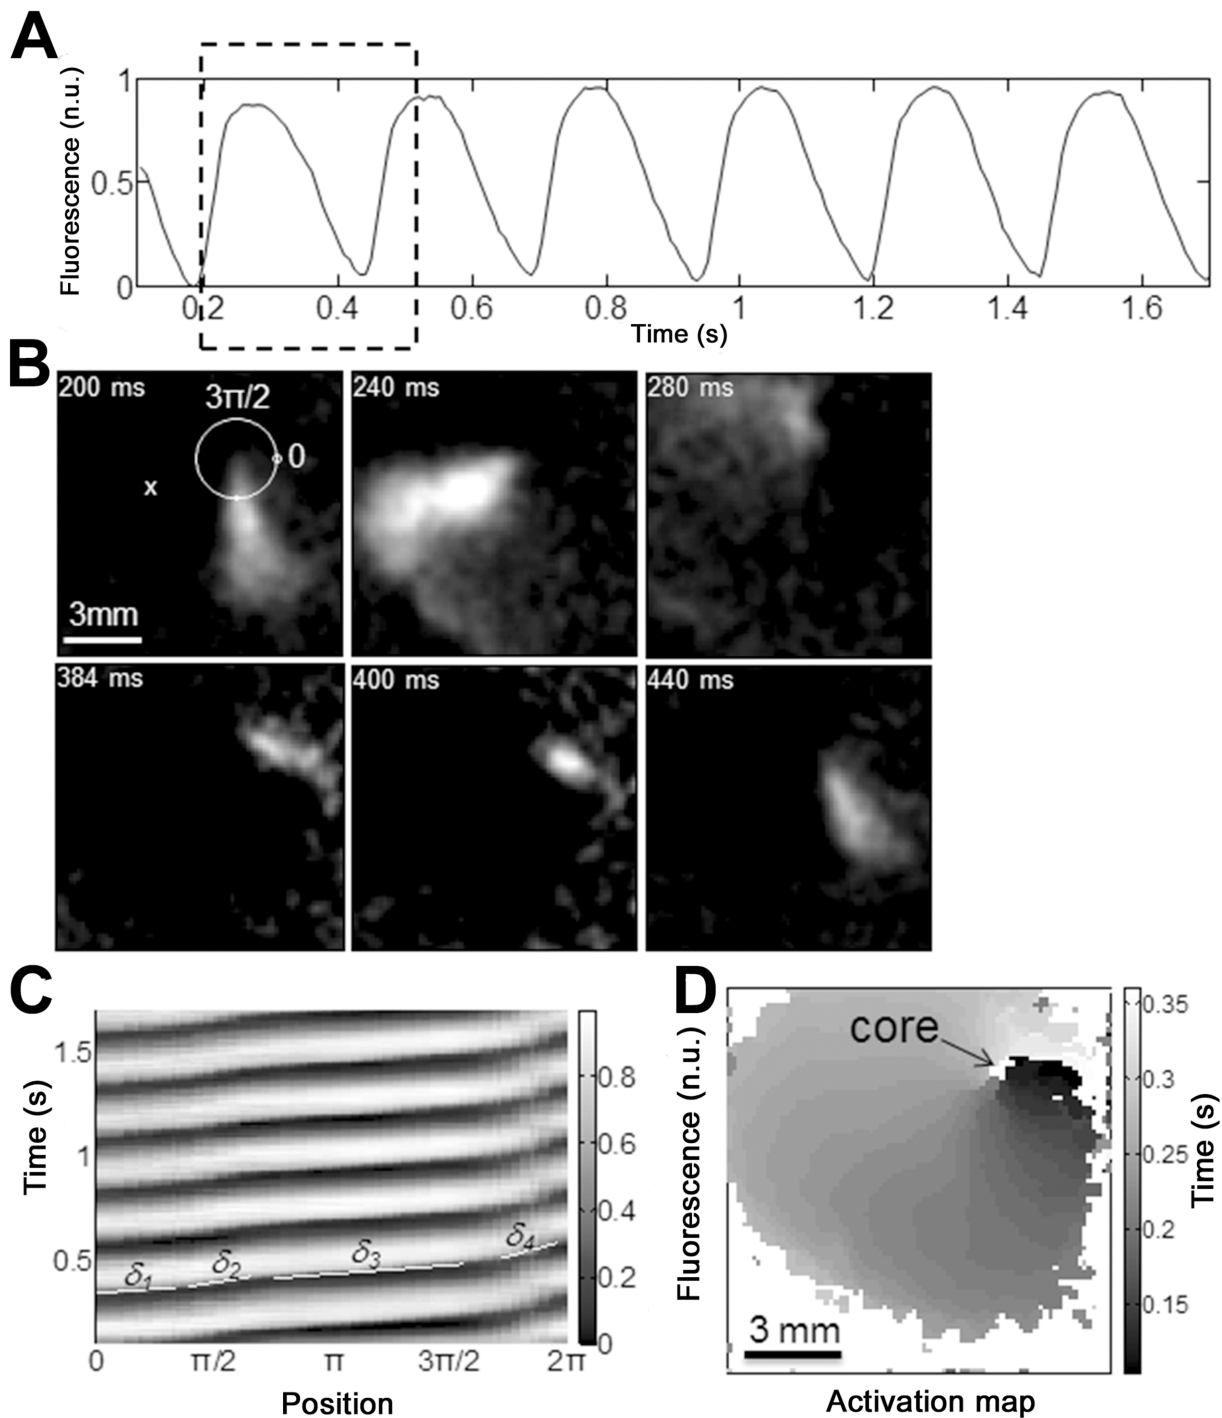 A
Fluorescence (n.u.)
1
0.5
0
0.2 0.4 0.6 0.8 1 1.2 1.4 1.6
Time (s)
B
200 ms
3π/2
0
x
3mm
240 ms
280 ms
384 ms
400 ms
440 ms
C
Time (s)
1.5
1
0.5
δ1 δ2 δ3 δ4
0 π/2 π 3π/2 2π
Position
0.8
0.6
0.4
0.2
0
D
Fluorescence (n.u.)
core
3 mm
Activation map
0.35
0.3
0.25
0.2
0.15
Time (s)